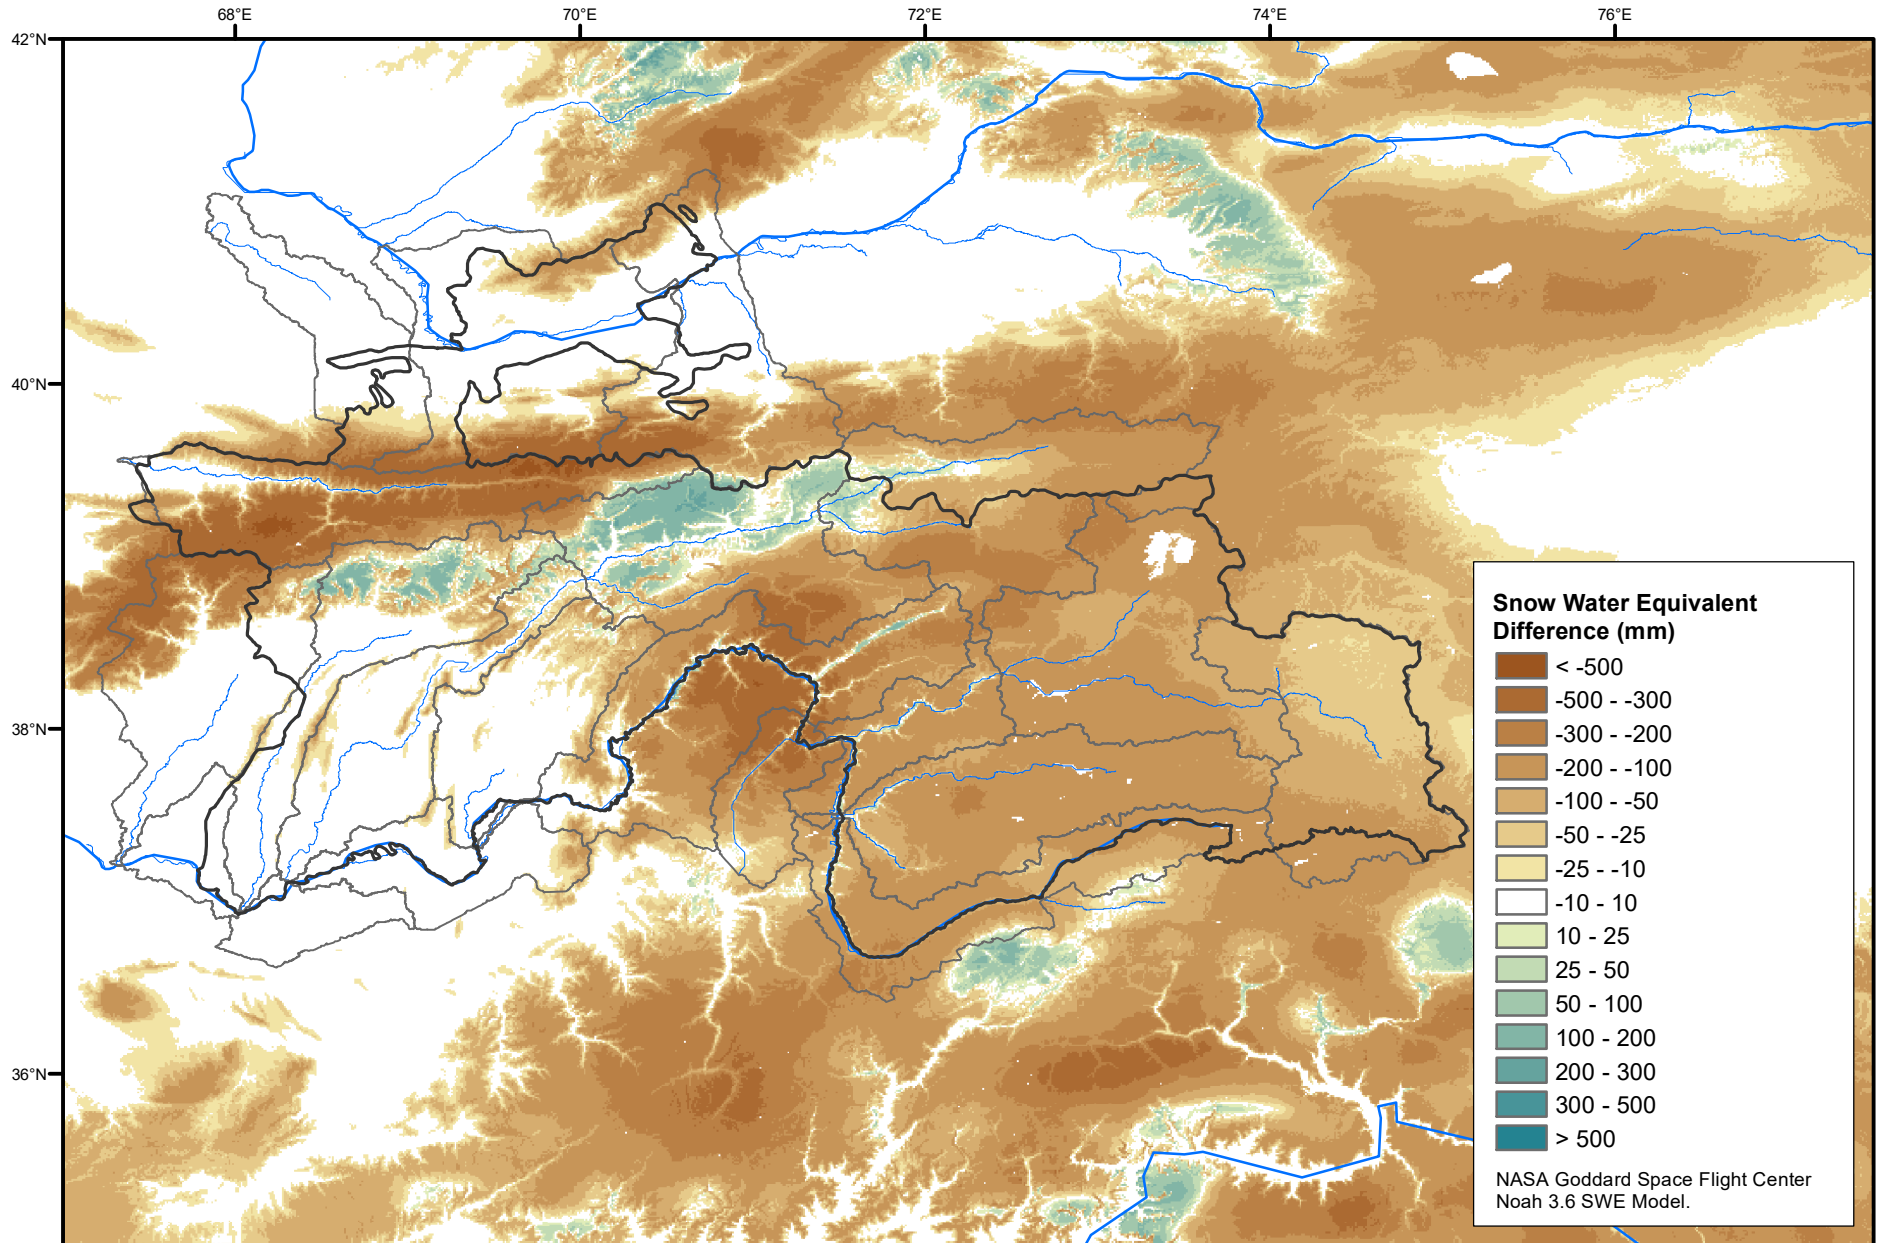 68°E
70°E
72°E
74°E
76°E
42°N
40°N
38°N
36°N
Snow Water Equivalent
Difference (mm)
< -500
-500 - -300
-300 - -200
-200 - -100
-100 - -50
-50 - -25
-25 - -10
-10 - 10
10 - 25
25 - 50
50 - 100
100 - 200
200 - 300
300 - 500
> 500
NASA Goddard Space Flight Center
Noah 3.6 SWE Model.